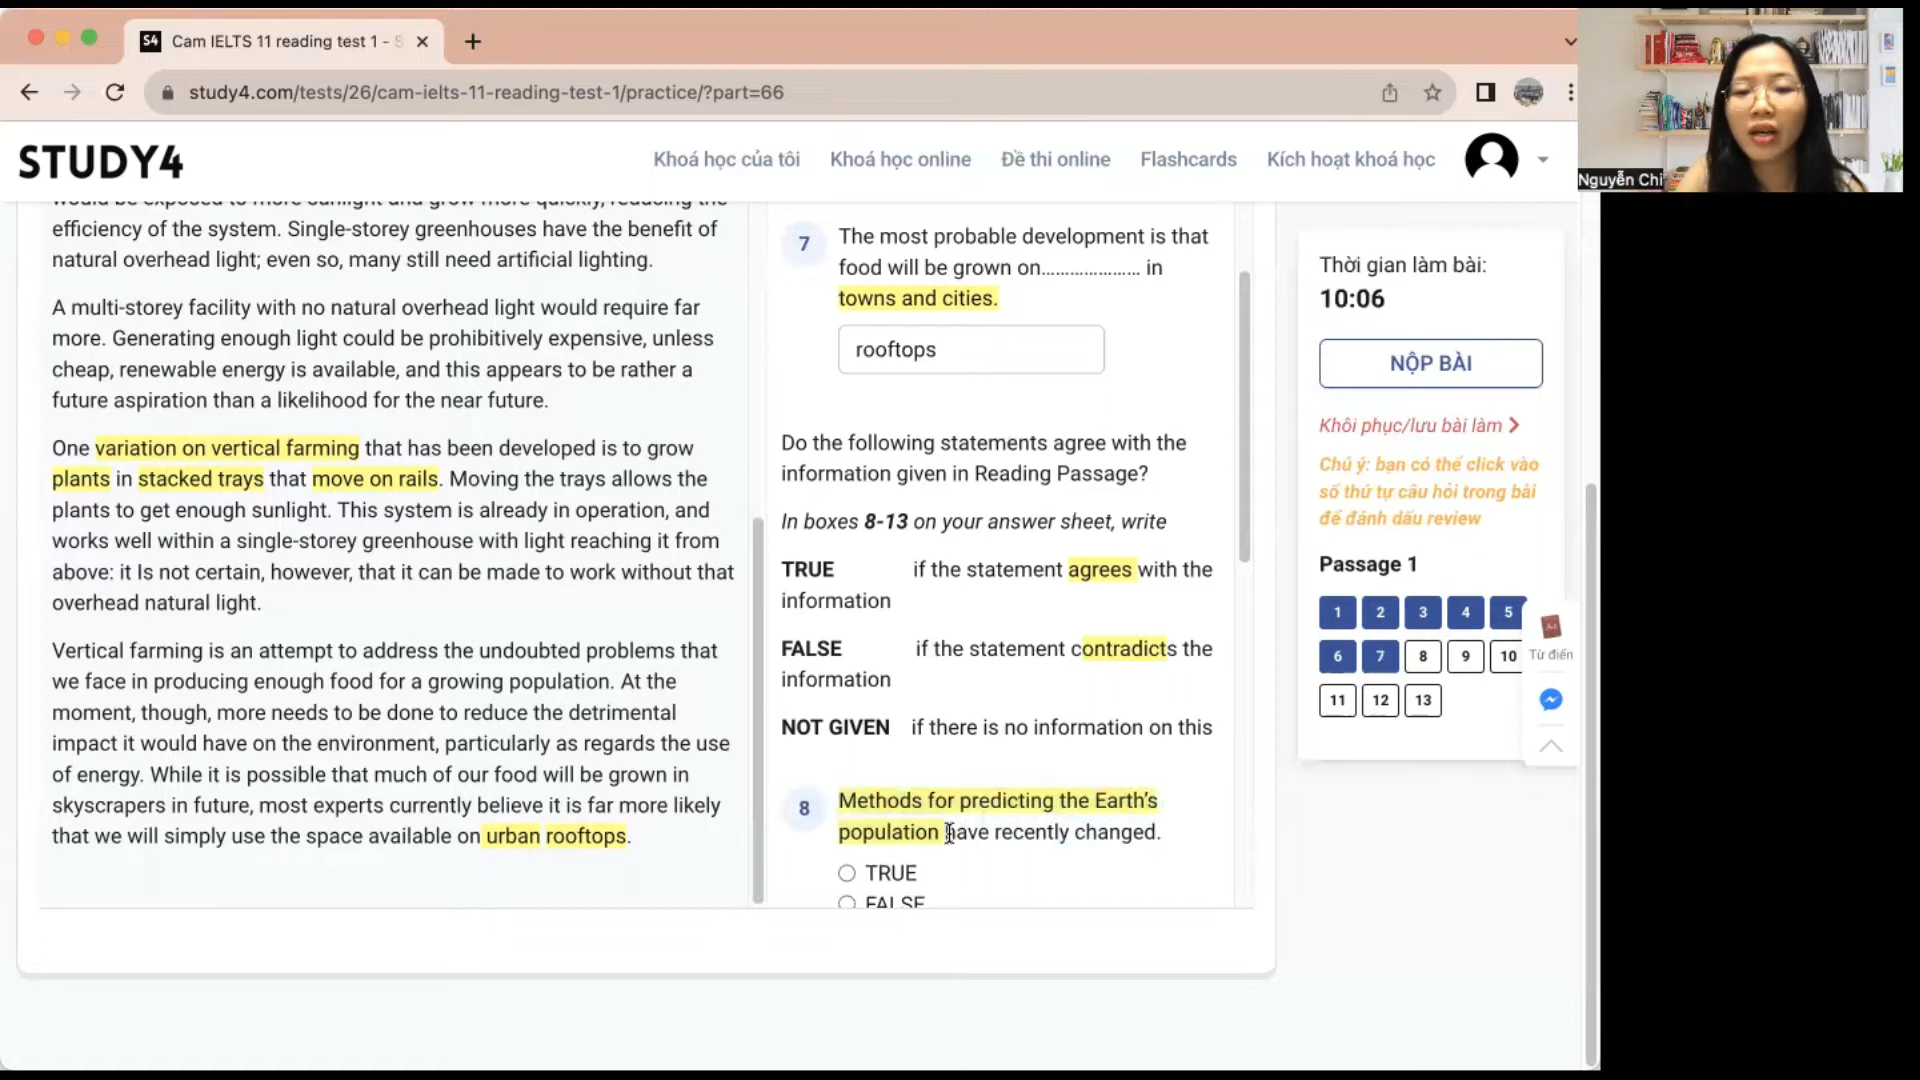 S4 Cam IELTS 11 reading test 1 - S
study4.com/tests/26/cam-ielts-11-reading-test-1/practice/?part=66
STUDY4
Khoá học của tôi
Khoá học online
Đề thi online
Flashcards
Kích hoạt khoá học
Nguyễn Chi
would be exposed to more sunlight and grow more quickly, reducing the
efficiency of the system. Single-storey greenhouses have the benefit of
natural overhead light; even so, many still need artificial lighting.
A multi-storey facility with no natural overhead light would require far
more. Generating enough light could be prohibitively expensive, unless
cheap, renewable energy is available, and this appears to be rather a
future aspiration than a likelihood for the near future.
One variation on vertical farming that has been developed is to grow
plants in stacked trays that move on rails. Moving the trays allows the
plants to get enough sunlight. This system is already in operation, and
works well within a single-storey greenhouse with light reaching it from
above: it Is not certain, however, that it can be made to work without that
overhead natural light.
Vertical farming is an attempt to address the undoubted problems that
we face in producing enough food for a growing population. At the
moment, though, more needs to be done to reduce the detrimental
impact it would have on the environment, particularly as regards the use
of energy. While it is possible that much of our food will be grown in
skyscrapers in future, most experts currently believe it is far more likely
that we will simply use the space available on urban rooftops.
7
The most probable development is that
food will be grown on..................... in
towns and cities.
rooftops
Do the following statements agree with the
information given in Reading Passage?
In boxes 8-13 on your answer sheet, write
TRUE if the statement agrees with the
information
FALSE if the statement contradicts the
information
NOT GIVEN if there is no information on this
8
Methods for predicting the Earth's
population have recently changed.
TRUE
FALSE
Thời gian làm bài:
10:06
NỘP BÀI
Khôi phục/lưu bài làm
Chú ý: bạn có thể click vào
số thứ tự câu hỏi trong bài
để đánh dấu review
Passage 1
1 2 3 4 5
6 7 8 9 10
11 12 13
Từ điển